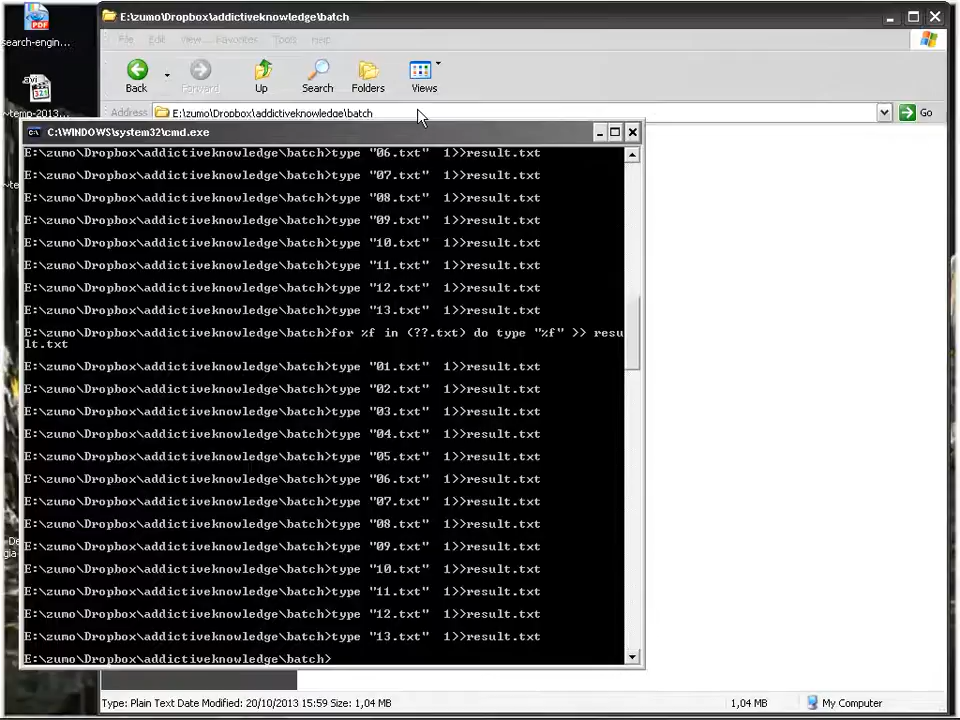 E:\zumo\Dropbox\addictiveknowledge\batch
File Edit View Favorites Tools Help
Back Forward Up Search Folders Views
Address E:\zumo\Dropbox\addictiveknowledge\batch Go
search-engin...
avi
~temp-2013...
C:\WINDOWS\system32\cmd.exe
E:\zumo\Dropbox\addictiveknowledge\batch>type "06.txt"  1>>result.txt
E:\zumo\Dropbox\addictiveknowledge\batch>type "07.txt"  1>>result.txt
E:\zumo\Dropbox\addictiveknowledge\batch>type "08.txt"  1>>result.txt
E:\zumo\Dropbox\addictiveknowledge\batch>type "09.txt"  1>>result.txt
E:\zumo\Dropbox\addictiveknowledge\batch>type "10.txt"  1>>result.txt
E:\zumo\Dropbox\addictiveknowledge\batch>type "11.txt"  1>>result.txt
E:\zumo\Dropbox\addictiveknowledge\batch>type "12.txt"  1>>result.txt
E:\zumo\Dropbox\addictiveknowledge\batch>type "13.txt"  1>>result.txt
E:\zumo\Dropbox\addictiveknowledge\batch>for %f in (??.txt) do type "%f" >> resu
lt.txt
E:\zumo\Dropbox\addictiveknowledge\batch>type "01.txt"  1>>result.txt
E:\zumo\Dropbox\addictiveknowledge\batch>type "02.txt"  1>>result.txt
E:\zumo\Dropbox\addictiveknowledge\batch>type "03.txt"  1>>result.txt
E:\zumo\Dropbox\addictiveknowledge\batch>type "04.txt"  1>>result.txt
E:\zumo\Dropbox\addictiveknowledge\batch>type "05.txt"  1>>result.txt
E:\zumo\Dropbox\addictiveknowledge\batch>type "06.txt"  1>>result.txt
E:\zumo\Dropbox\addictiveknowledge\batch>type "07.txt"  1>>result.txt
E:\zumo\Dropbox\addictiveknowledge\batch>type "08.txt"  1>>result.txt
E:\zumo\Dropbox\addictiveknowledge\batch>type "09.txt"  1>>result.txt
E:\zumo\Dropbox\addictiveknowledge\batch>type "10.txt"  1>>result.txt
E:\zumo\Dropbox\addictiveknowledge\batch>type "11.txt"  1>>result.txt
E:\zumo\Dropbox\addictiveknowledge\batch>type "12.txt"  1>>result.txt
E:\zumo\Dropbox\addictiveknowledge\batch>type "13.txt"  1>>result.txt
E:\zumo\Dropbox\addictiveknowledge\batch>
Type: Plain Text Date Modified: 20/10/2013 15:59 Size: 1,04 MB 1,04 MB My Computer